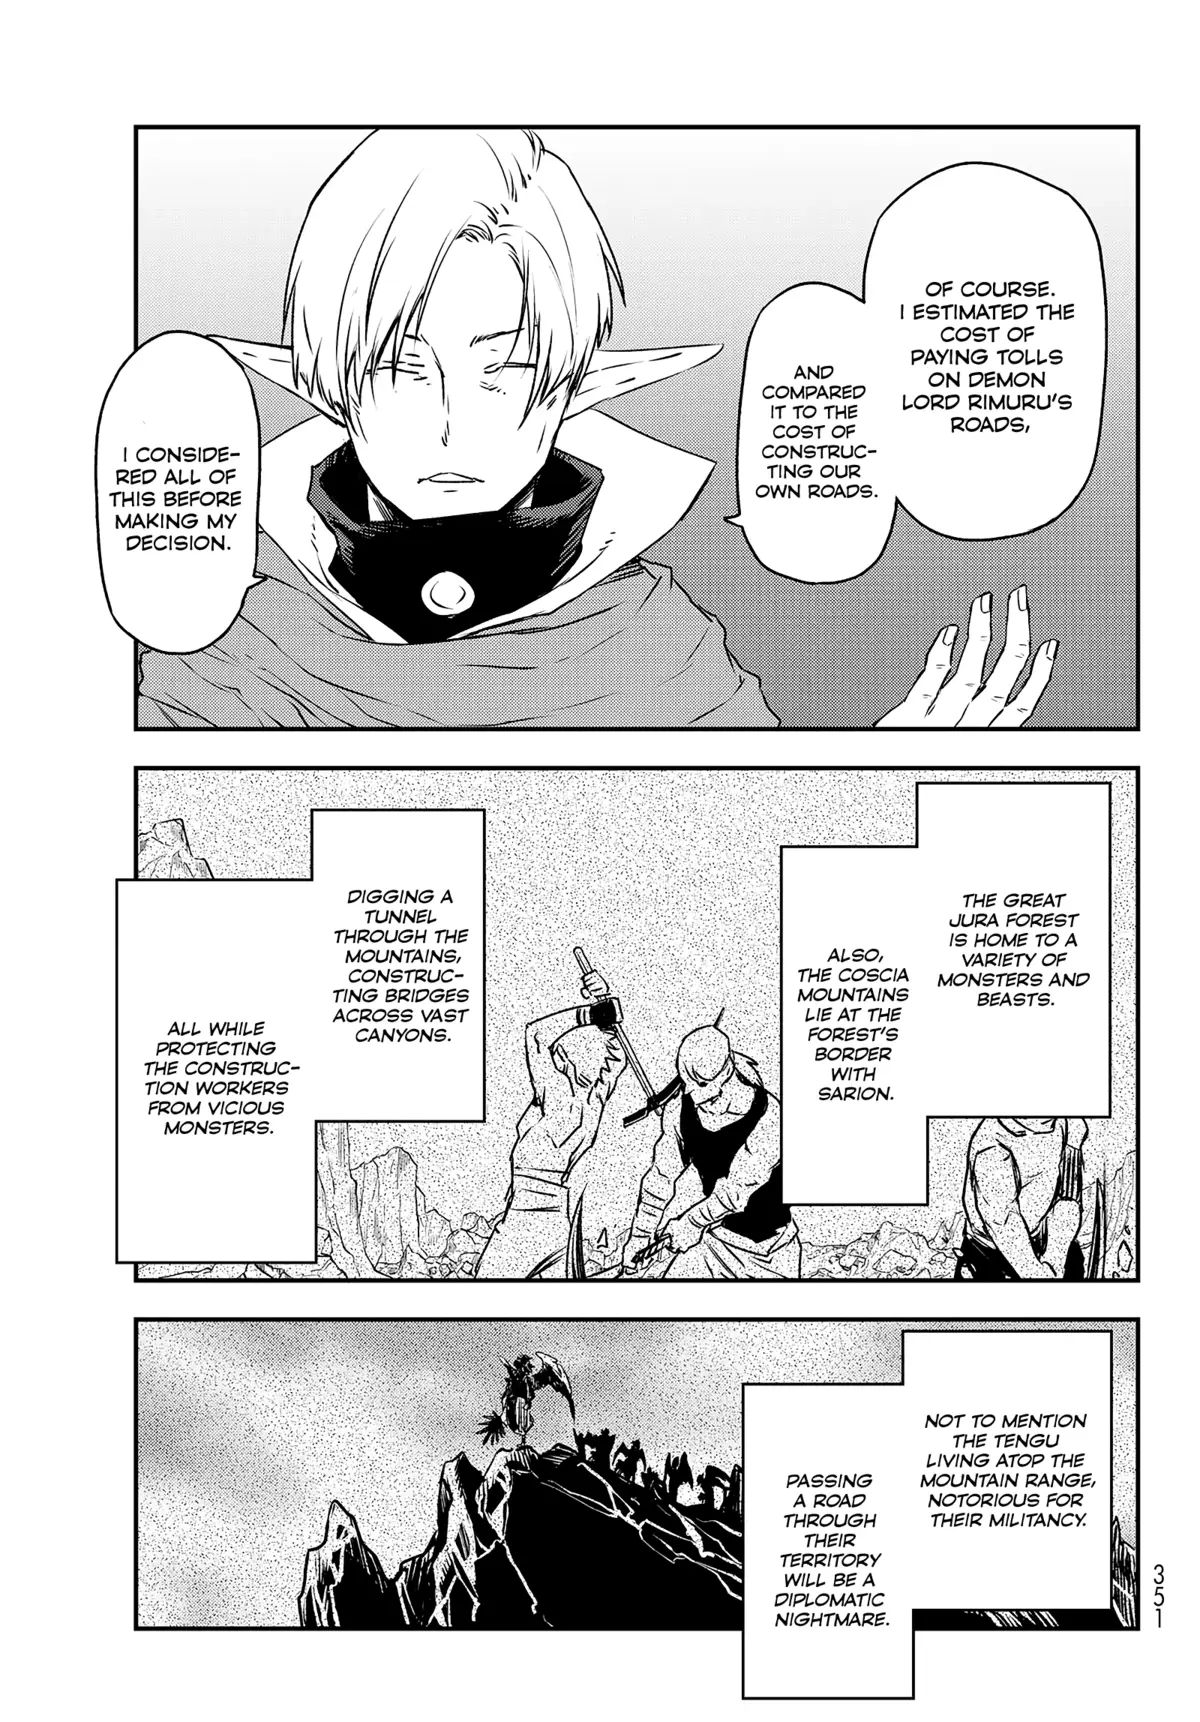 OF COURSE.
I ESTIMATED THE
COST OF
PAYING TOLLS
ON DEMON
LORD RIMURU'S
ROADS,
AND
COMPARED
IT TO THE
COST OF
CONSTRUC-
TING OUR
OWN ROADS.
I CONSIDE-
RED ALL OF
THIS BEFORE
MAKING MY
DECISION.
THE GREAT
JURA FOREST
IS HOME TO A
VARIETY OF
MONSTERS AND
BEASTS.
ALSO,
THE COSCIA
MOUNTAINS
LIE AT THE
FOREST'S
BORDER
WITH
SARION.
DIGGING A
TUNNEL
THROUGH THE
MOUNTAINS,
CONSTRUC-
TING BRIDGES
ACROSS VAST
CANYONS.
ALL WHILE
PROTECTING
THE CONSTRUC-
TION WORKERS
FROM VICIOUS
MONSTERS.
NOT TO MENTION
THE TENGU
LIVING ATOP THE
MOUNTAIN RANGE,
NOTORIOUS FOR
THEIR MILITANCY.
PASSING
A ROAD
THROUGH
THEIR
TERRITORY
WILL BE A
DIPLOMATIC
NIGHTMARE.
351